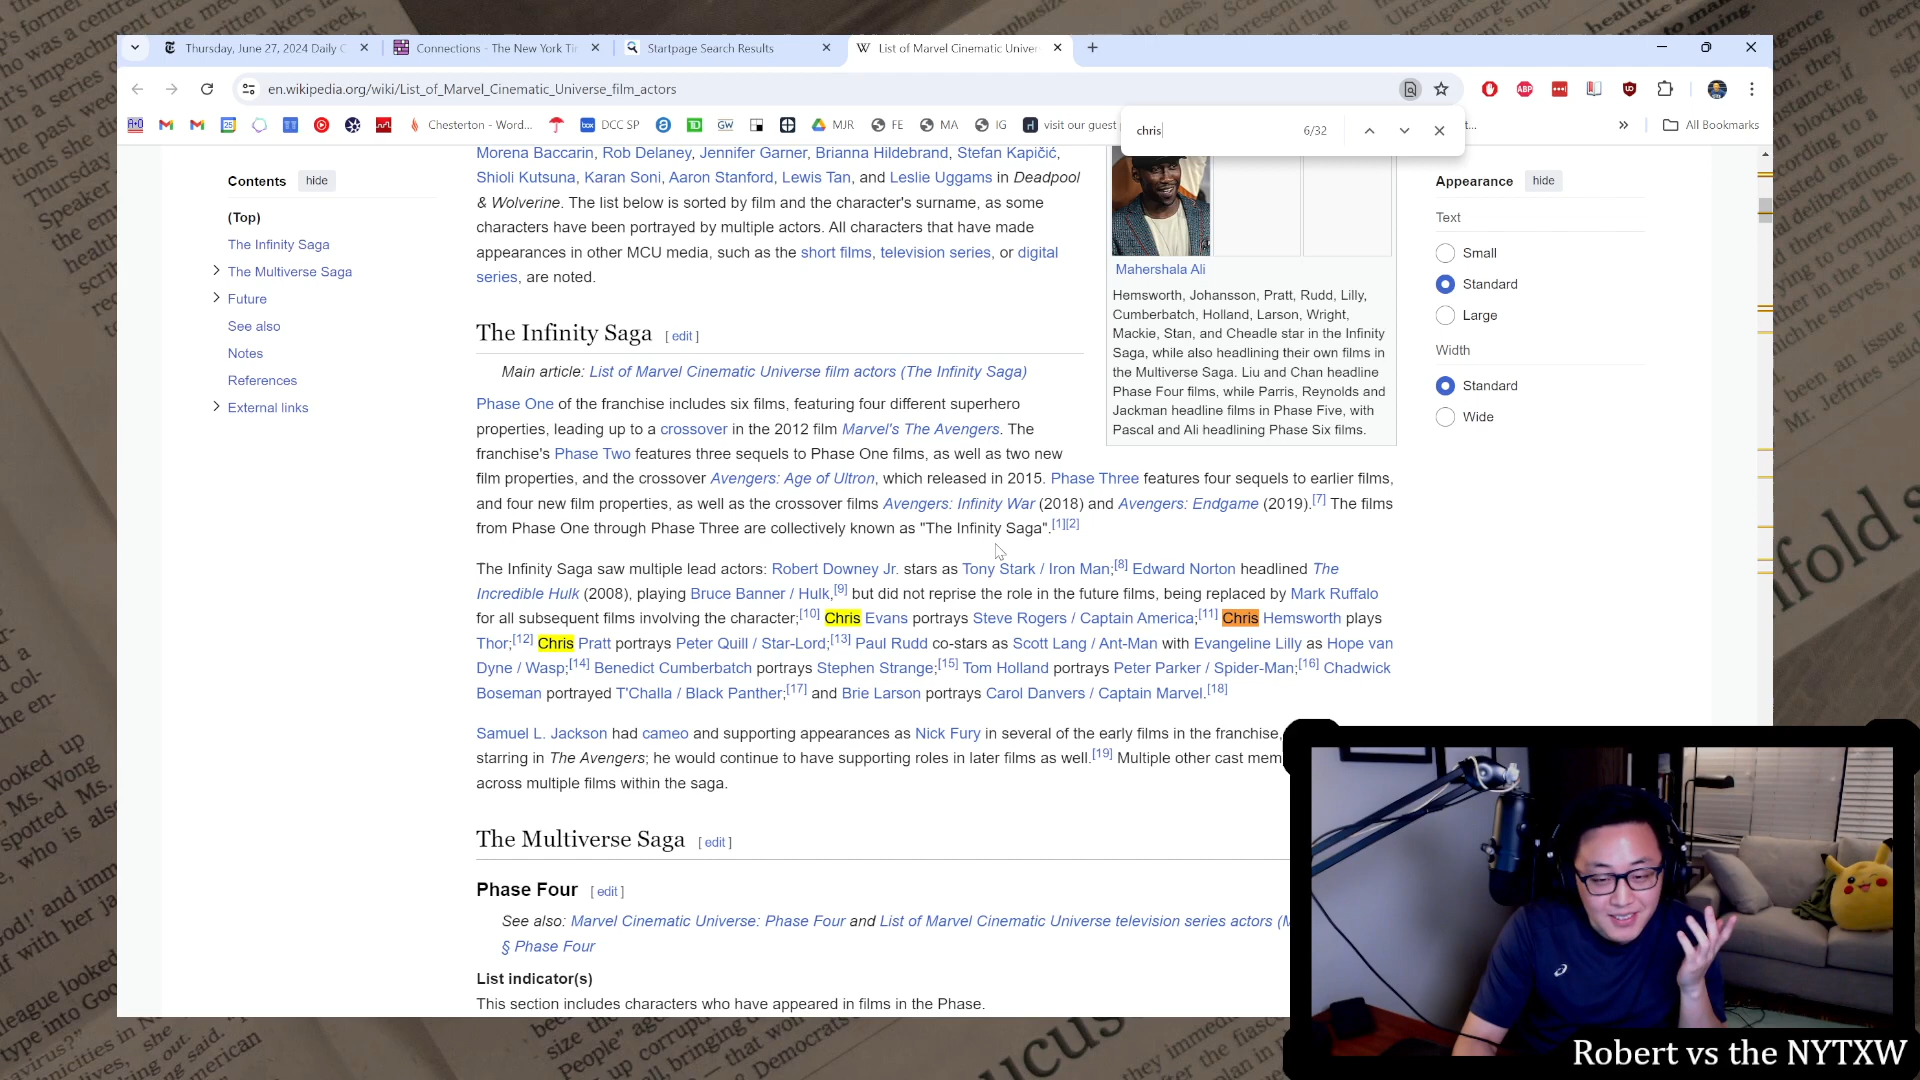 Thursday, June 27, 2024 Daily C
Connections - The New York Tir
Startpage Search Results
List of Marvel Cinematic Univer
en.wikipedia.org/wiki/List_of_Marvel_Cinematic_Universe_film_actors
Chesterton - Word...
DCC SP
MJR
FE
MA
IG
visit our guest
t...
All Bookmarks
chris
6/32
Contents
hide
(Top)
The Infinity Saga
The Multiverse Saga
Future
See also
Notes
References
External links
Morena Baccarin, Rob Delaney, Jennifer Garner, Brianna Hildebrand, Stefan Kapičić,
Shioli Kutsuna, Karan Soni, Aaron Stanford, Lewis Tan, and Leslie Uggams in Deadpool
& Wolverine. The list below is sorted by film and the character's surname, as some
characters have been portrayed by multiple actors. All characters that have made
appearances in other MCU media, such as the short films, television series, or digital
series, are noted.
The Infinity Saga [ edit ]
Main article: List of Marvel Cinematic Universe film actors (The Infinity Saga)
Phase One of the franchise includes six films, featuring four different superhero
properties, leading up to a crossover in the 2012 film Marvel's The Avengers. The
franchise's Phase Two features three sequels to Phase One films, as well as two new
film properties, and the crossover Avengers: Age of Ultron, which released in 2015. Phase Three features four sequels to earlier films,
and four new film properties, as well as the crossover films Avengers: Infinity War (2018) and Avengers: Endgame (2019).[7] The films
from Phase One through Phase Three are collectively known as "The Infinity Saga".[1][2]
The Infinity Saga saw multiple lead actors: Robert Downey Jr. stars as Tony Stark / Iron Man;[8] Edward Norton headlined The
Incredible Hulk (2008), playing Bruce Banner / Hulk,[9] but did not reprise the role in the future films, being replaced by Mark Ruffalo
for all subsequent films involving the character;[10] Chris Evans portrays Steve Rogers / Captain America;[11] Chris Hemsworth plays
Thor;[12] Chris Pratt portrays Peter Quill / Star-Lord;[13] Paul Rudd co-stars as Scott Lang / Ant-Man with Evangeline Lilly as Hope van
Dyne / Wasp;[14] Benedict Cumberbatch portrays Stephen Strange;[15] Tom Holland portrays Peter Parker / Spider-Man;[16] Chadwick
Boseman portrayed T'Challa / Black Panther;[17] and Brie Larson portrays Carol Danvers / Captain Marvel.[18]
Samuel L. Jackson had cameo and supporting appearances as Nick Fury in several of the early films in the franchise,
starring in The Avengers; he would continue to have supporting roles in later films as well.[19] Multiple other cast mem
across multiple films within the saga.
The Multiverse Saga [ edit ]
Phase Four [ edit ]
See also: Marvel Cinematic Universe: Phase Four and List of Marvel Cinematic Universe television series actors (
§ Phase Four
List indicator(s)
This section includes characters who have appeared in films in the Phase.
Mahershala Ali
Hemsworth, Johansson, Pratt, Rudd, Lilly,
Cumberbatch, Holland, Larson, Wright,
Mackie, Stan, and Cheadle star in the Infinity
Saga, while also headlining their own films in
the Multiverse Saga. Liu and Chan headline
Phase Four films, while Parris, Reynolds and
Jackman headline films in Phase Five, with
Pascal and Ali headlining Phase Six films.
Appearance
hide
Text
Small
Standard
Large
Width
Standard
Wide
Robert vs the NYTXW